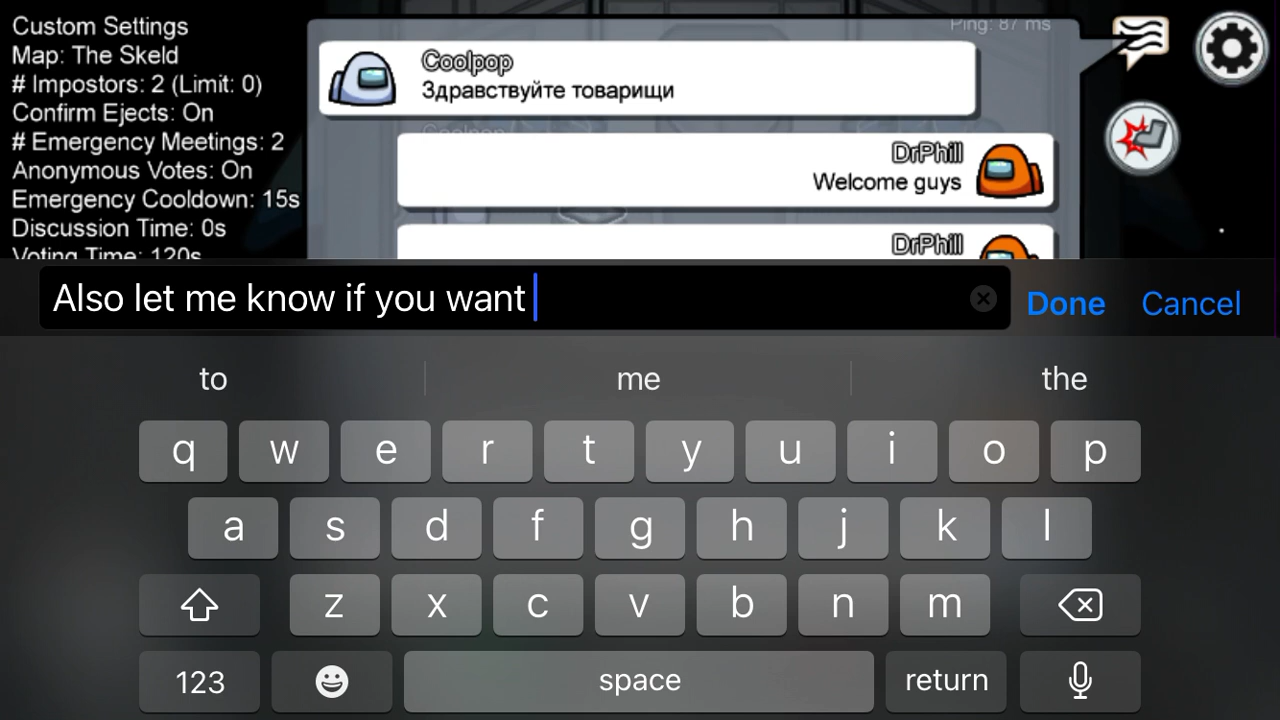 Custom Settings
Map: The Skeld
# Impostors: 2 (Limit: 0)
Confirm Ejects: On
# Emergency Meetings: 2
Anonymous Votes: On
Emergency Cooldown: 15s
Discussion Time: 0s
Voting Time: 120s
Ping: 87 ms
Coolpop
Здравствуйте товарищи
Coolpop
DrPhill
Welcome guys
DrPhill
Also let me know if you want
Done Cancel
to me the
q w e r t y u i o p
a s d f g h j k l
z x c v b n m
123 space return